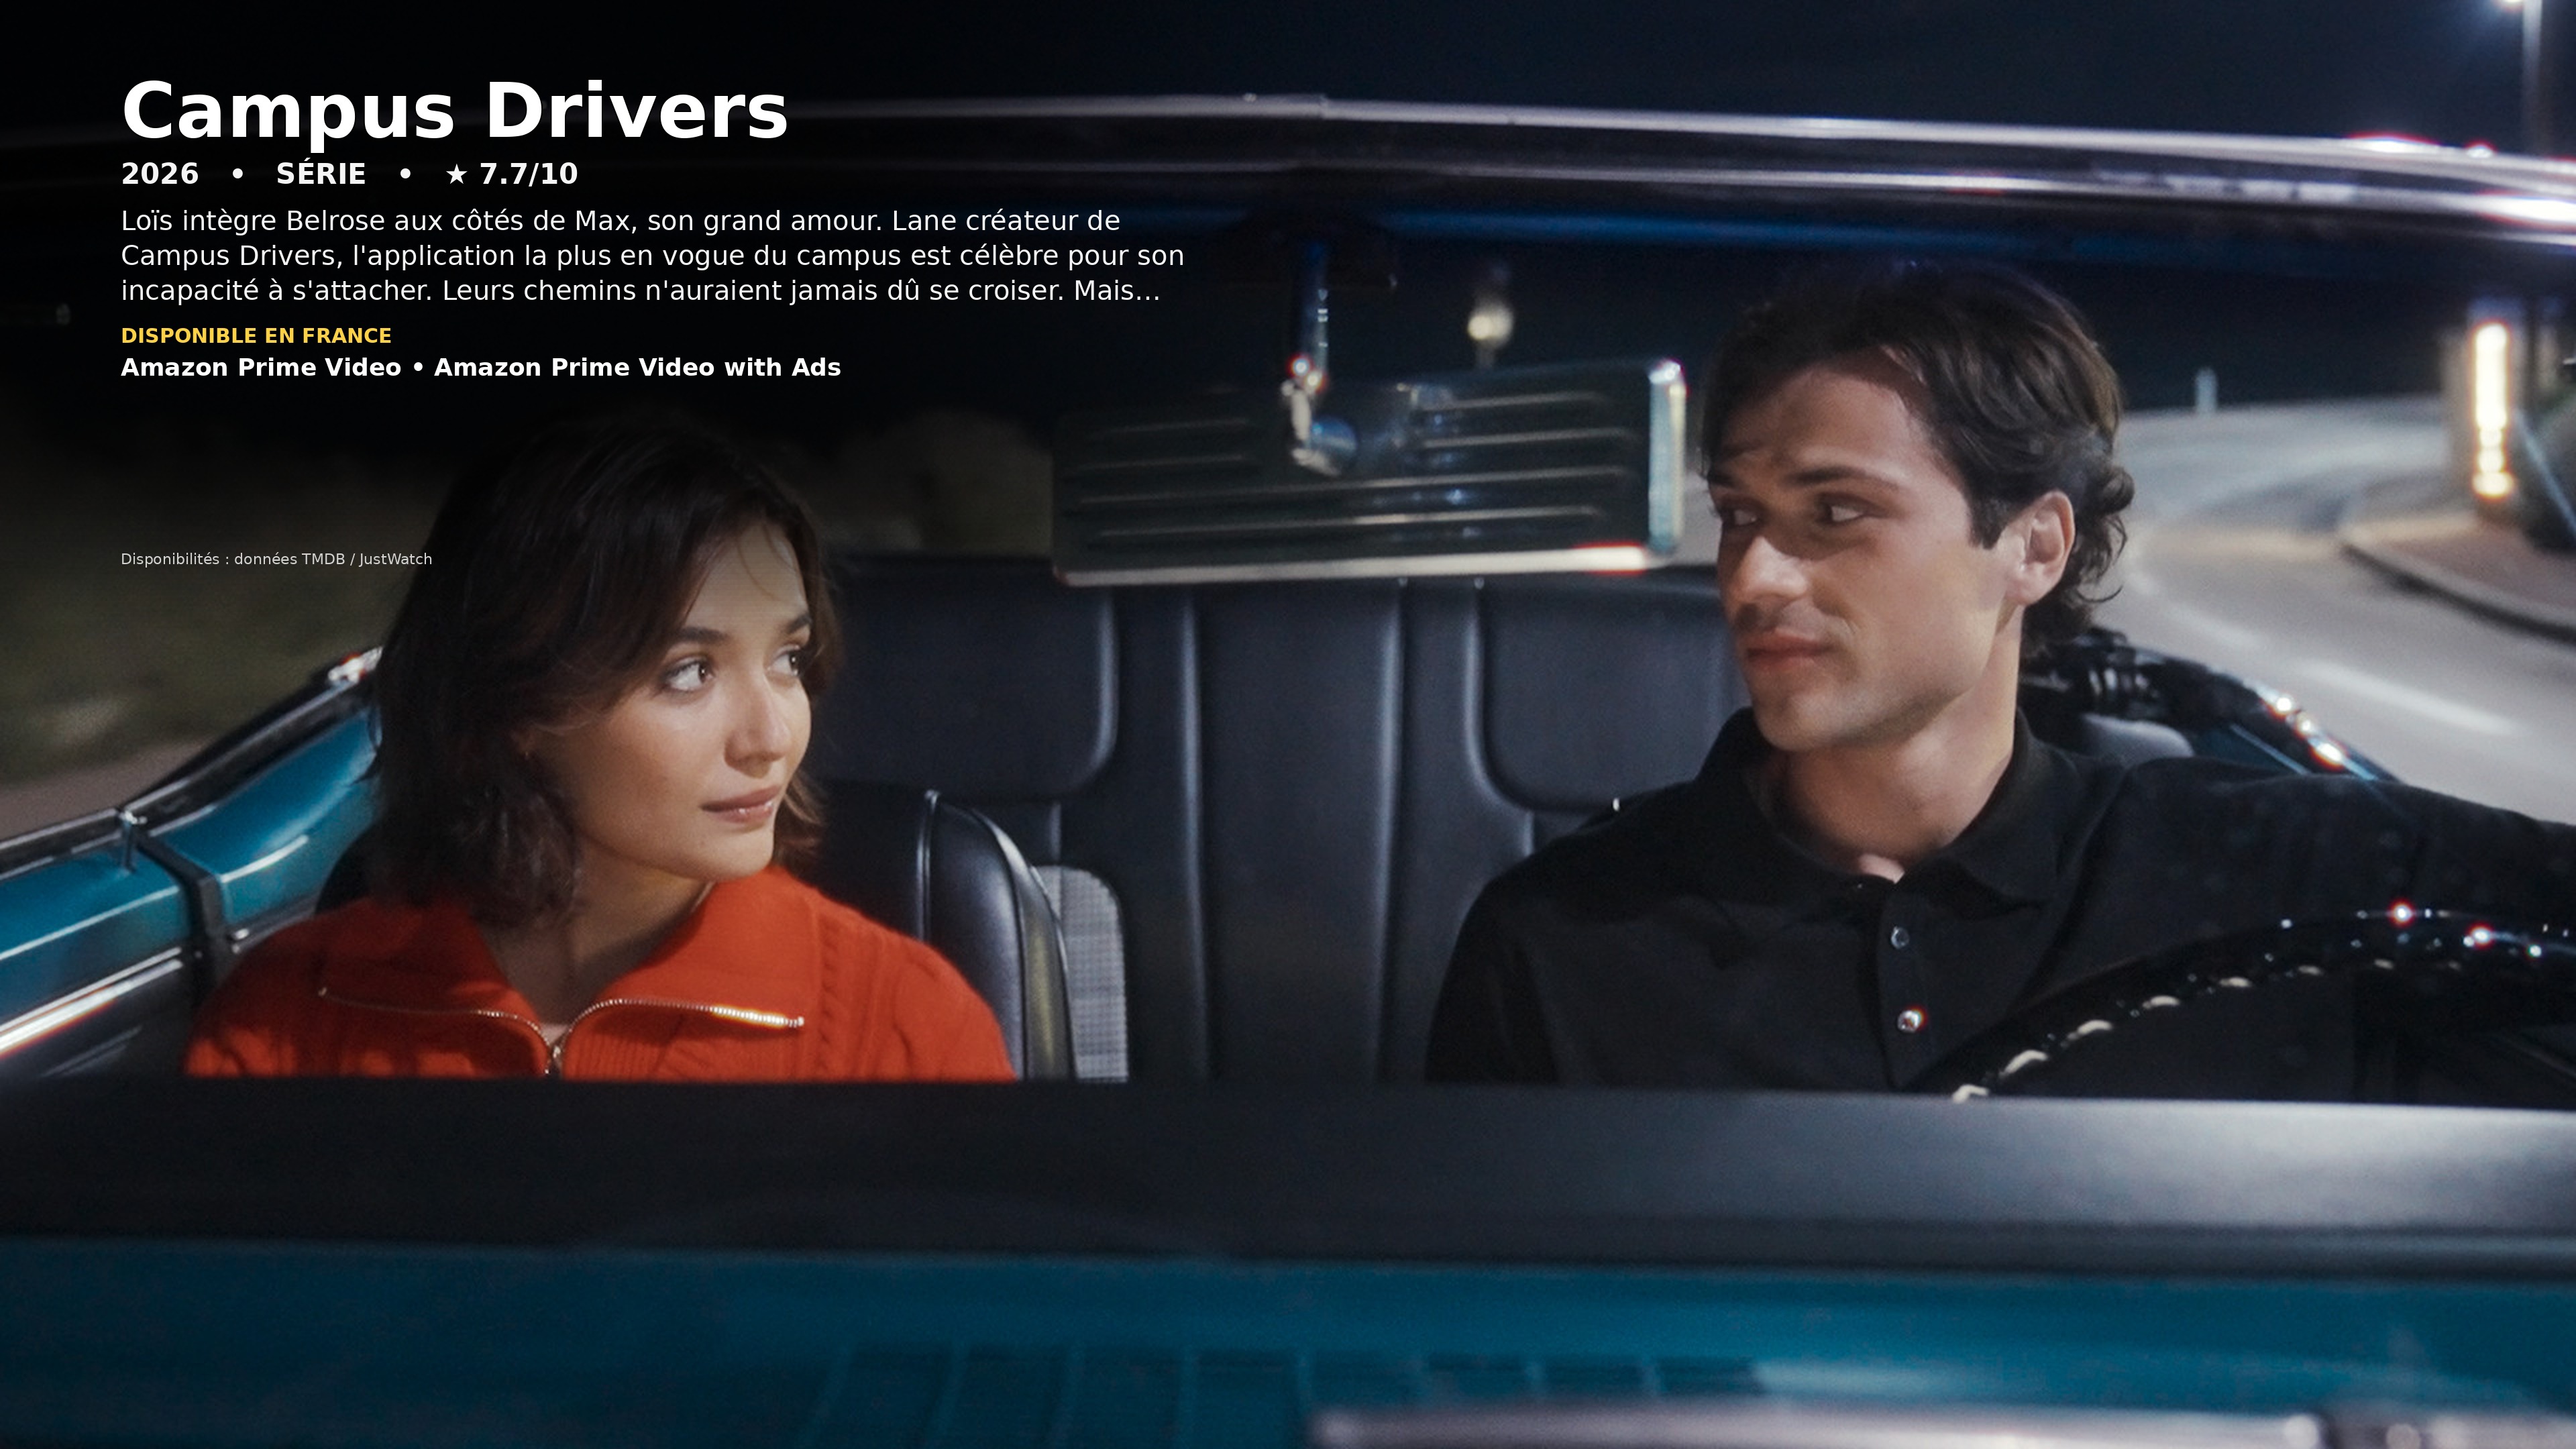 Campus Drivers
2026 • SÉRIE • ★ 7.7/10
Loïs intègre Belrose aux côtés de Max, son grand amour. Lane créateur de
Campus Drivers, l'application la plus en vogue du campus est célèbre pour son
incapacité à s'attacher. Leurs chemins n'auraient jamais dû se croiser. Mais...
DISPONIBLE EN FRANCE
Amazon Prime Video • Amazon Prime Video with Ads
Disponibilités : données TMDB / JustWatch